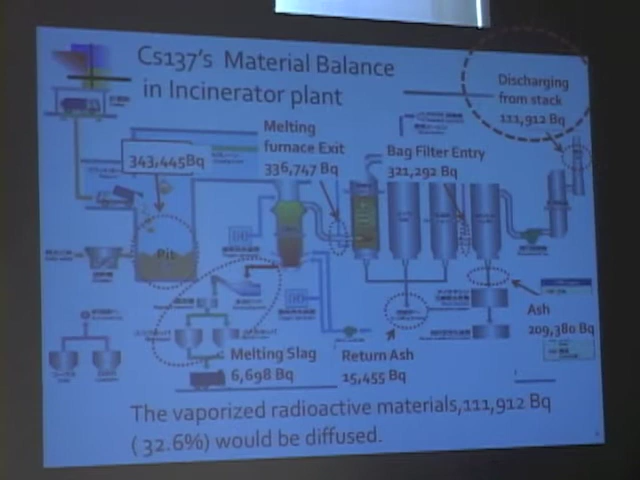 Cs137's Material Balance
in Incinerator plant
Discharging
from stack
111,912 Bq
Melting
furnace Exit
336,747 Bq
Bag Filter Entry
321,292 Bq
343,445Bq
Pit
Ash
209,380 Bq
Melting Slag
6,698 Bq
Return Ash
15,455 Bq
The vaporized radioactive materials,111,912 Bq
( 32.6%) would be diffused.